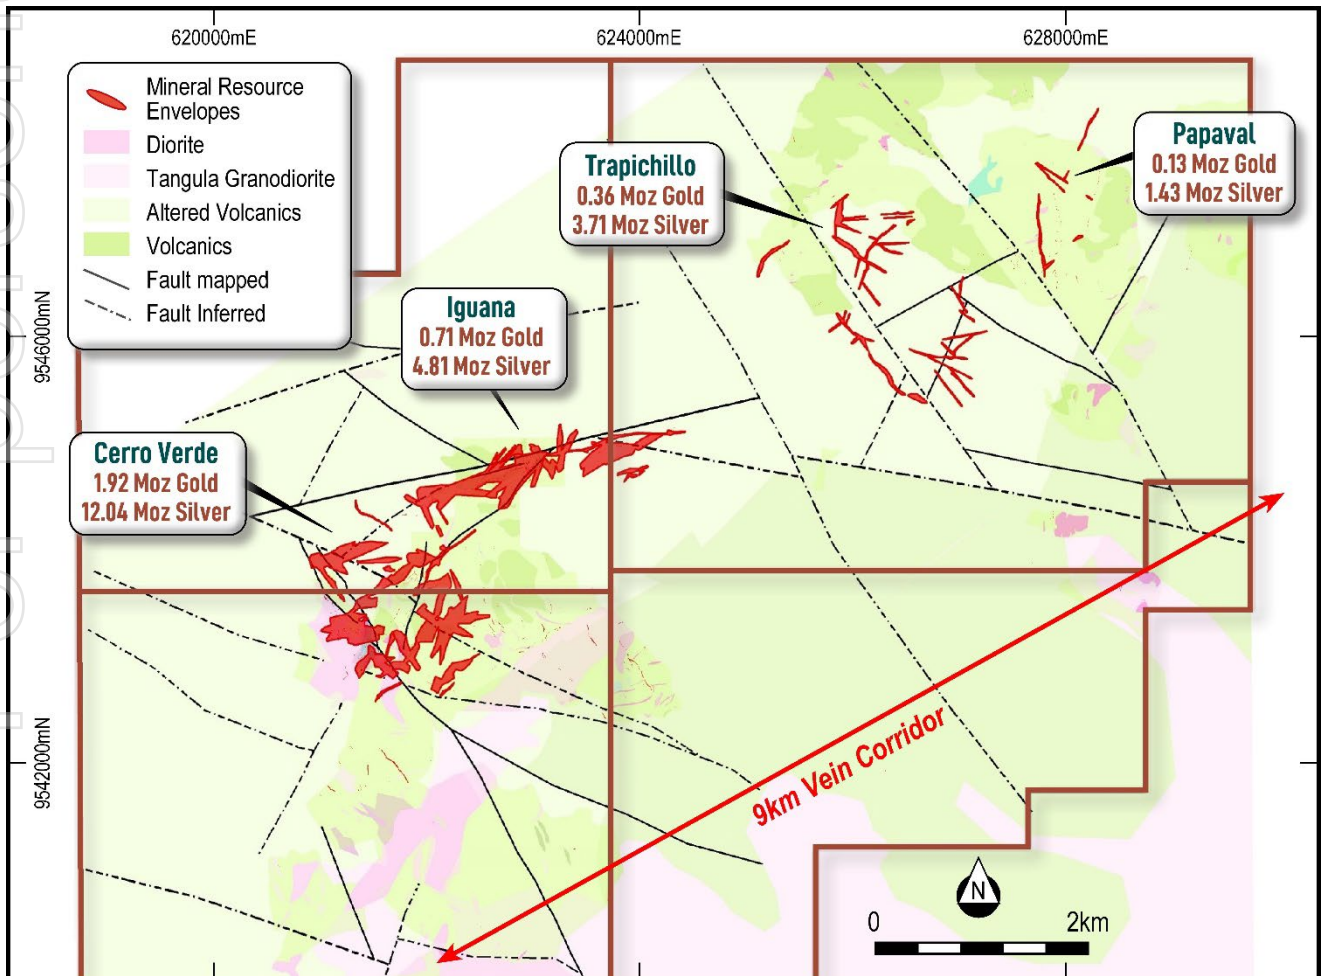 620000mE
624000mE
628000mE
Mineral Resource
Envelopes
Diorite
Tangula Granodiorite
Altered Volcanics
Volcanics
Fault mapped
Fault Inferred
Trapichillo
0.36 Moz Gold
3.71 Moz Silver
Papaval
0.13 Moz Gold
1.43 Moz Silver
Iguana
0.71 Moz Gold
4.81 Moz Silver
9546000mN
Cerro Verde
1.92 Moz Gold
12.04 Moz Silver
9542000mN
9km Vein Corridor
N
0
2km